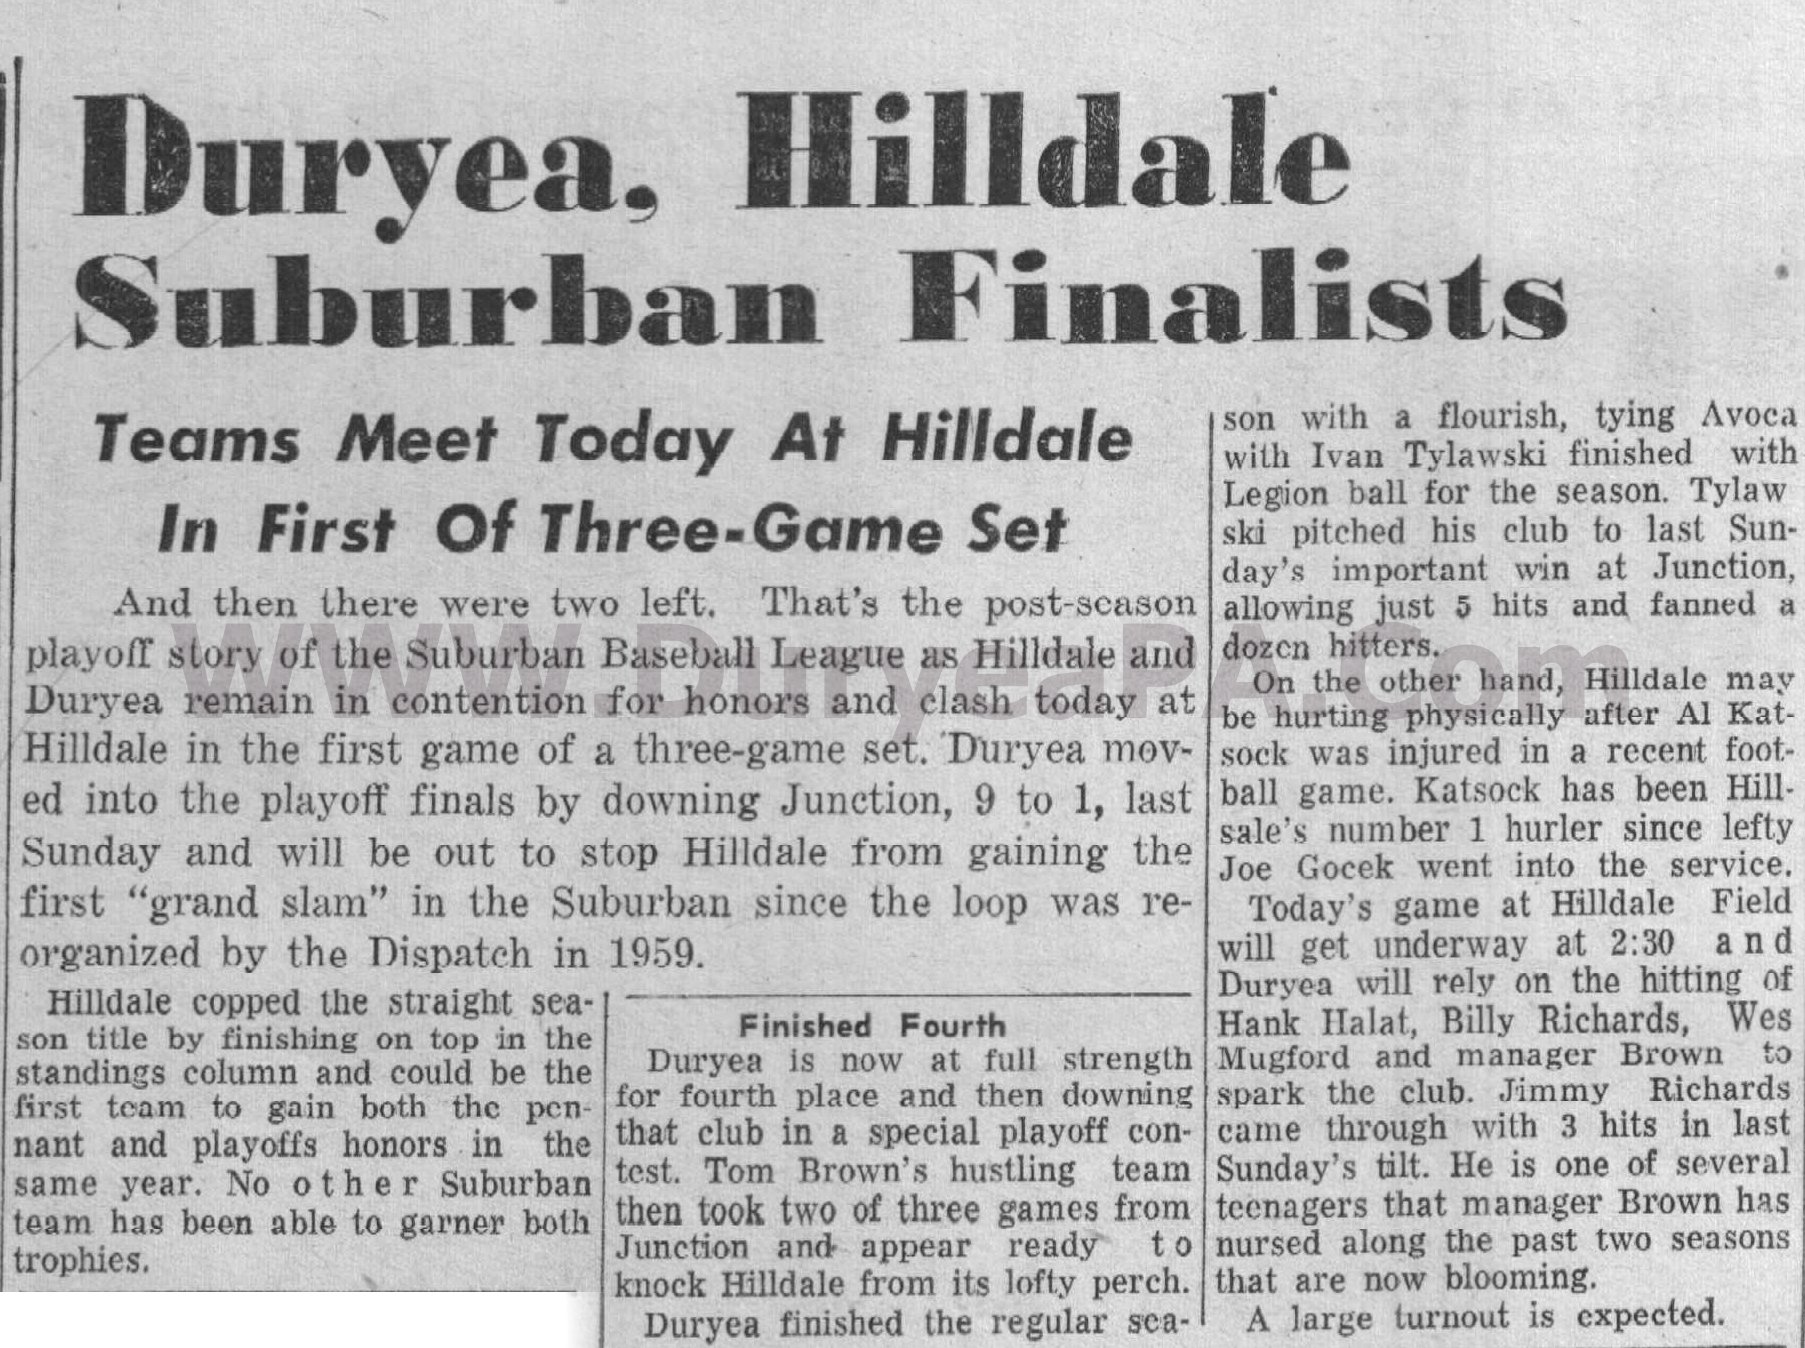 Duryea, Hilldale
Suburban Finalists
Teams Meet Today At Hilldale
In First Of Three-Game Set
And then there were two left. That's the post-season
playoff story of the Suburban Baseball League as Hilldale and
Duryea remain in contention for honors and clash today at
Hilldale in the first game of a three-game set. Duryea mov-
ed into the playoff finals by downing Junction, 9 to 1, last
Sunday and will be out to stop Hilldale from gaining the
first "grand slam" in the Suburban since the loop was re-
organized by the Dispatch in 1959.
Hilldale copped the straight sea-
son title by finishing on top in the
standings column and could be the
first team to gain both the pen-
nant and playoffs honors in the
same year. No other Suburban
team has been able to garner both
trophies.
Finished Fourth
Duryea is now at full strength
for fourth place and then downing
that club in a special playoff con-
test. Tom Brown's hustling team
then took two of three games from
Junction and appear ready to
knock Hilldale from its lofty perch.
Duryea finished the regular sea-
son with a flourish, tying Avoca
with Ivan Tylawski finished with
Legion ball for the season. Tylaw
ski pitched his club to last Sun-
day's important win at Junction,
allowing just 5 hits and fanned a
dozen hitters.
On the other hand, Hilldale may
be hurting physically after Al Kat-
sock was injured in a recent foot-
ball game. Katsock has been Hill-
sale's number 1 hurler since lefty
Joe Gocek went into the service.
Today's game at Hilldale Field
will get underway at 2:30 and
Duryea will rely on the hitting of
Hank Halat, Billy Richards, Wes
Mugford and manager Brown to
spark the club. Jimmy Richards
came through with 3 hits in last
Sunday's tilt. He is one of several
teenagers that manager Brown has
nursed along the past two seasons
that are now blooming.
A large turnout is expected.
www.DuryeaPA.Com